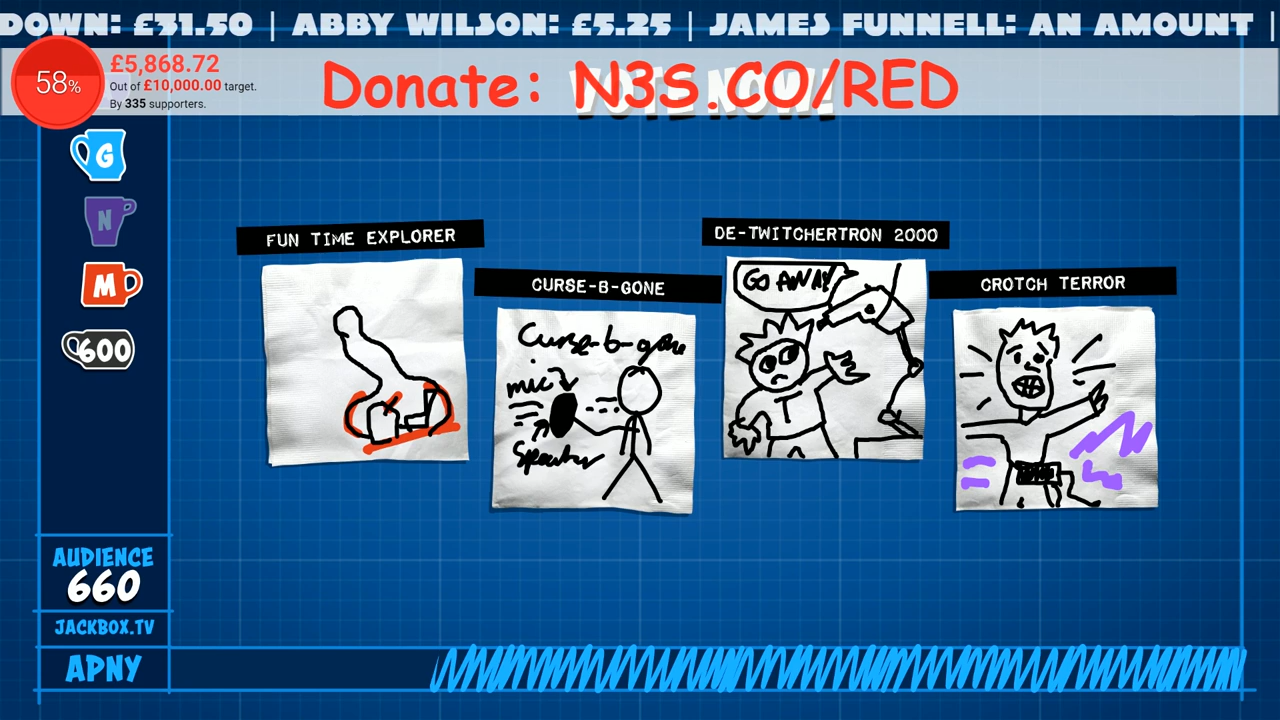 DOWN: £31.50 | ABBY WILSON: £5.25 | JAMES FUNNELL: AN AMOUNT |
58%
£5,868.72
Out of £10,000.00 target.
By 335 supporters.
Donate: N3S.CO/RED
VOTE NOW!
G
N
M
600
FUN TIME EXPLORER
CURSE-B-GONE
Curse-b-gone
mic
Speaker
DE-TWITCHERTRON 2000
GO AWAY!
CROTCH TERROR
AUDIENCE
660
JACKBOX.TV
APNY